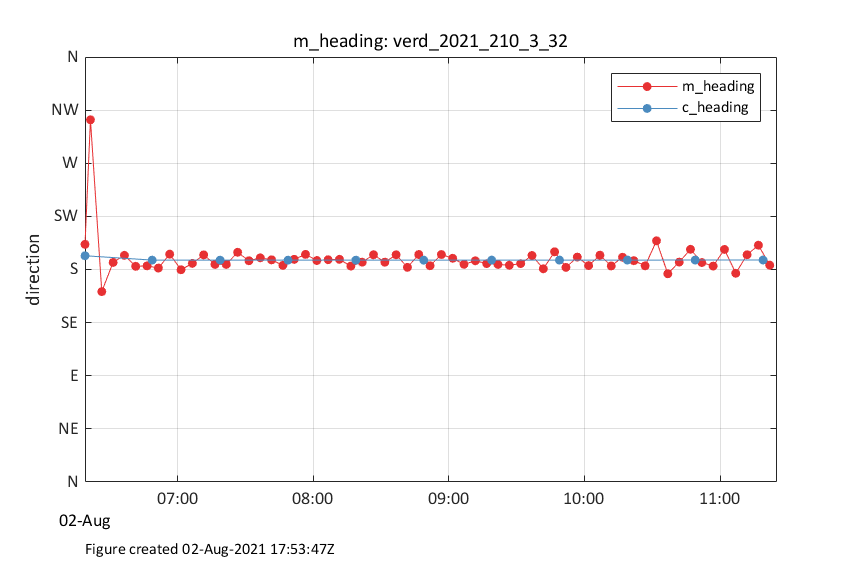 m_heading: verd_2021_210_3_32
N
NW
W
SW
S
SE
E
NE
N
direction
m_heading
c_heading
07:00 08:00 09:00 10:00 11:00
02-Aug
Figure created 02-Aug-2021 17:53:47Z